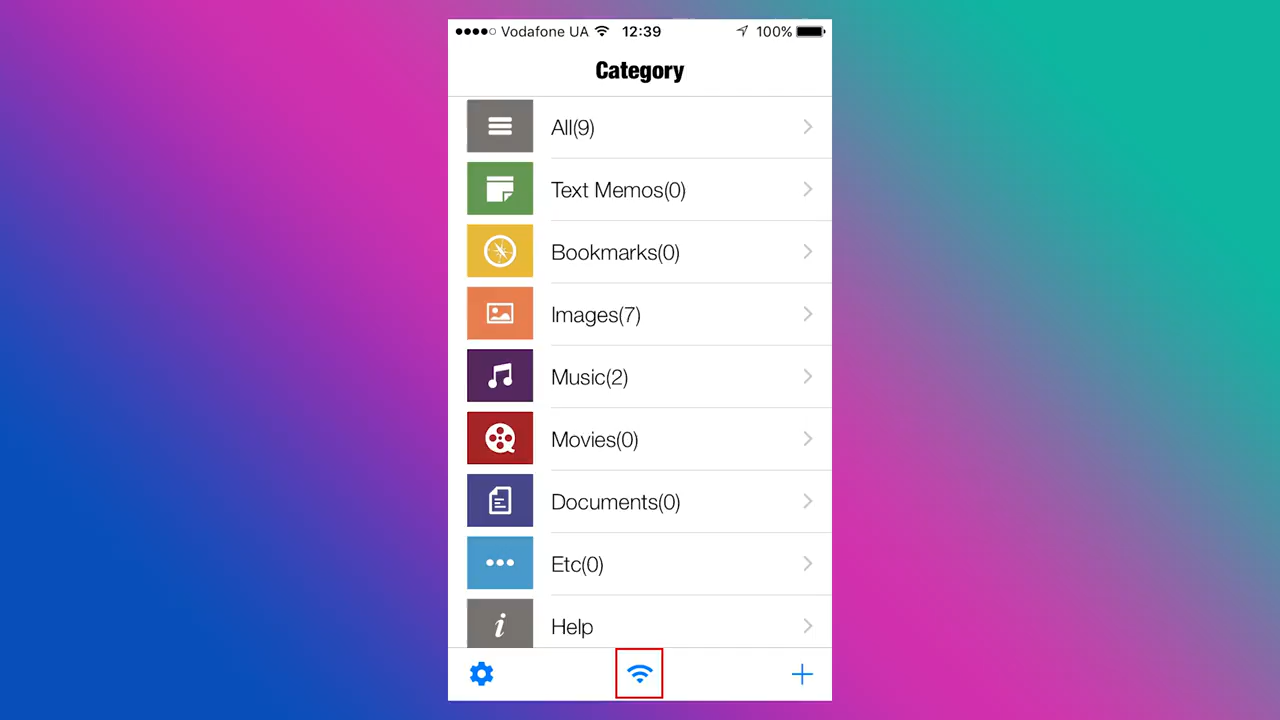 Vodafone UA 12:39 100%
Category
All(9)
Text Memos(0)
Bookmarks(0)
Images(7)
Music(2)
Movies(0)
Documents(0)
Etc(0)
i Help